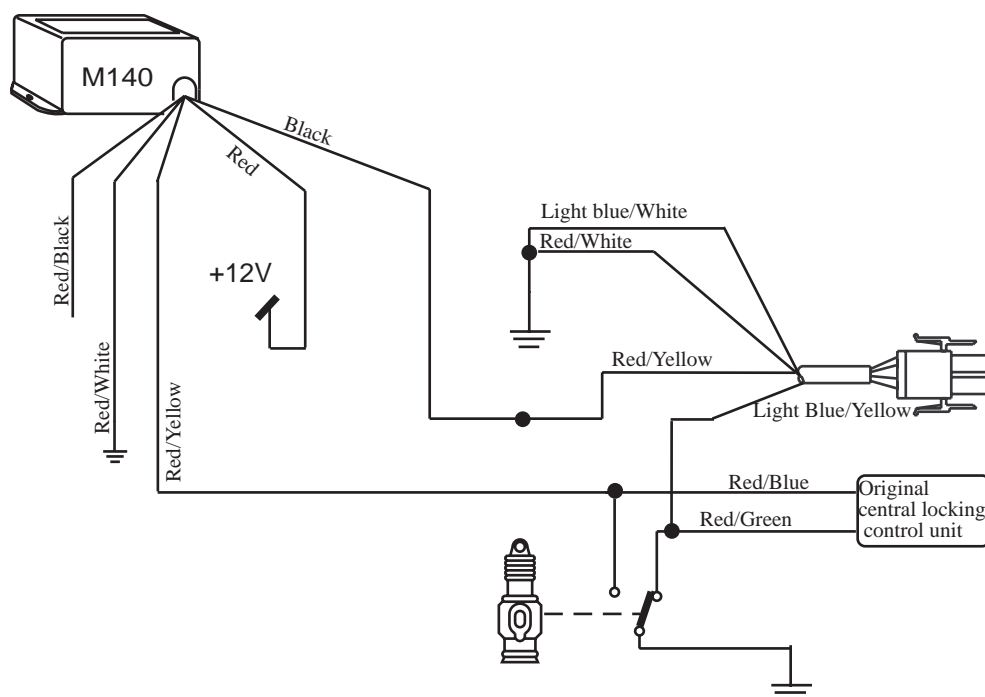 M140
Black
Red
Light blue/White
Red/White
Red/Black
+12V
Red/White
Red/Yellow
Red/Yellow
Light Blue/Yellow
Red/Blue
Red/Green
Original
central locking
control unit